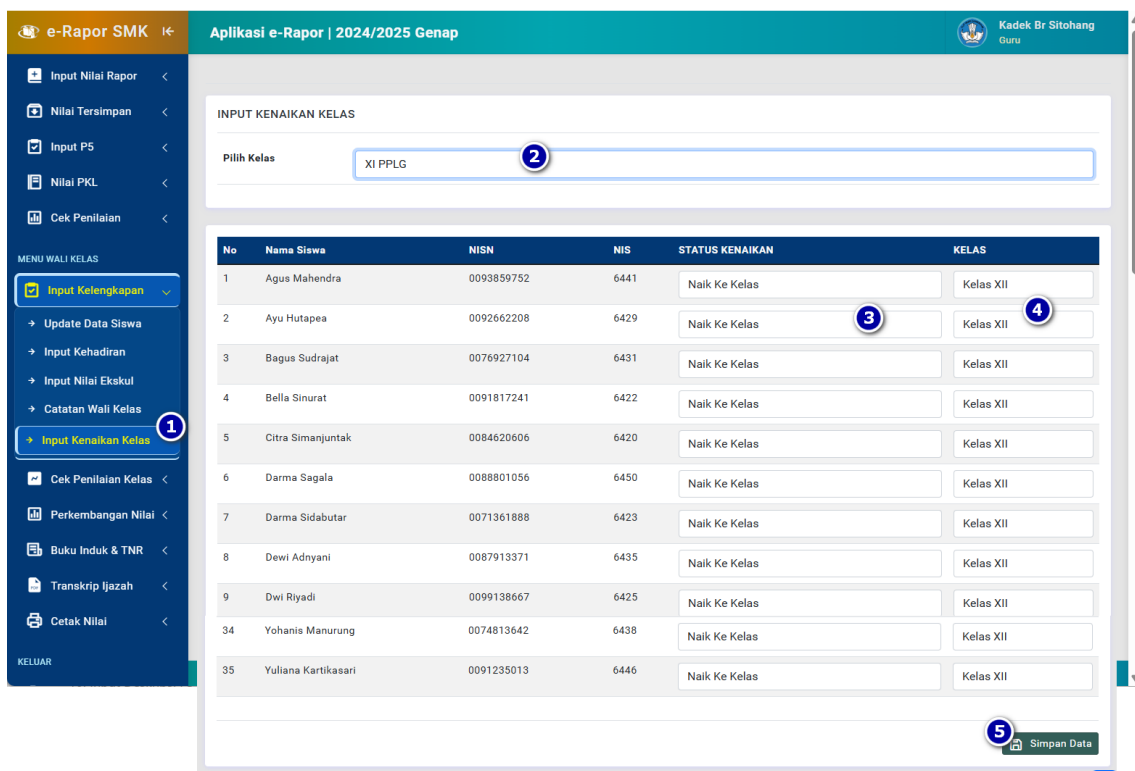 e-Rapor SMK
Aplikasi e-Rapor | 2024/2025 Genap
Kadek Br Sitohang
Guru
Input Nilai Rapor
Nilai Tersimpan
Input P5
Nilai PKL
Cek Penilaian
MENU WALI KELAS
Input Kelengkapan
Update Data Siswa
Input Kehadiran
Input Nilai Ekskul
Catatan Wali Kelas
Input Kenaikan Kelas 1
Cek Penilaian Kelas
Perkembangan Nilai
Buku Induk & TNR
Transkrip Ijazah
Cetak Nilai
KELUAR
INPUT KENAIKAN KELAS
Pilih Kelas XI PPLG 2
No Nama Siswa NISN NIS STATUS KENAIKAN KELAS
1 Agus Mahendra 0093859752 6441 Naik Ke Kelas Kelas XII
2 Ayu Hutapea 0092662208 6429 Naik Ke Kelas 3 Kelas XII 4
3 Bagus Sudrajat 0076927104 6431 Naik Ke Kelas Kelas XII
4 Bella Sinurat 0091817241 6422 Naik Ke Kelas Kelas XII
5 Citra Simanjuntak 0084620606 6420 Naik Ke Kelas Kelas XII
6 Darma Sagala 0088801056 6450 Naik Ke Kelas Kelas XII
7 Darma Sidabutar 0071361888 6423 Naik Ke Kelas Kelas XII
8 Dewi Adnyani 0087913371 6435 Naik Ke Kelas Kelas XII
9 Dwi Riyadi 0099138667 6425 Naik Ke Kelas Kelas XII
34 Yohanis Manurung 0074813642 6438 Naik Ke Kelas Kelas XII
35 Yuliana Kartikasari 0091235013 6446 Naik Ke Kelas Kelas XII
5 Simpan Data